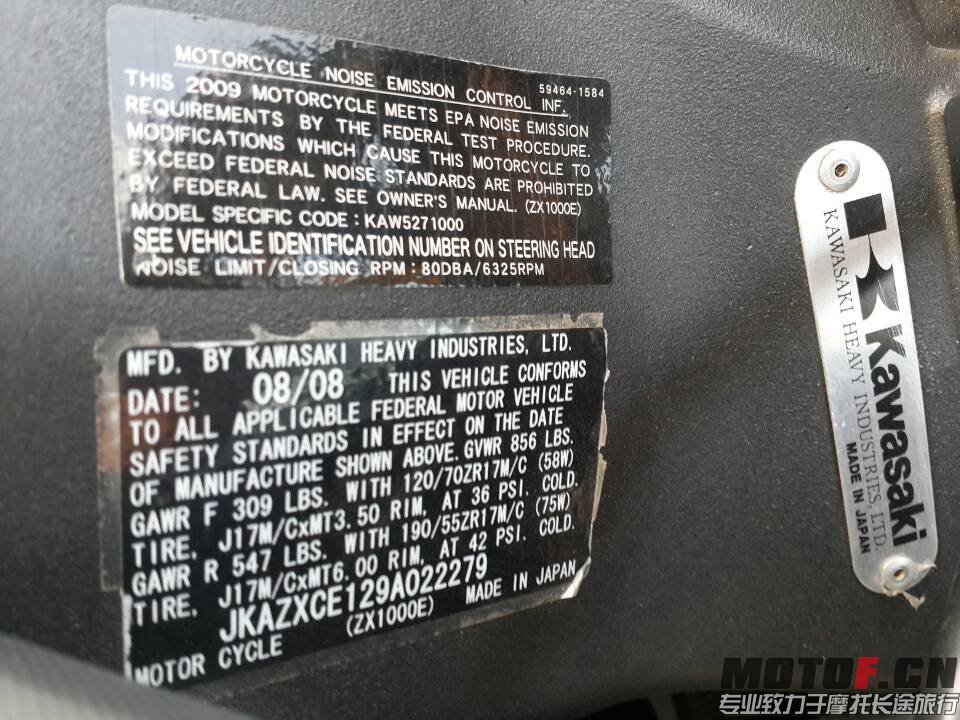 MOTORCYCLE NOISE EMISSION CONTROL INF.
59464-1584
THIS 2009 MOTORCYCLE MEETS EPA NOISE EMISSION
REQUIREMENTS BY THE FEDERAL TEST PROCEDURE.
MODIFICATIONS WHICH CAUSE THIS MOTORCYCLE TO
EXCEED FEDERAL NOISE STANDARDS ARE PROHIBITED
BY FEDERAL LAW. SEE OWNER'S MANUAL. (ZX1000E)
MODEL SPECIFIC CODE : KAW5271000
SEE VEHICLE IDENTIFICATION NUMBER ON STEERING HEAD
NOISE LIMIT/CLOSING RPM : 80DBA/6325RPM
MFD. BY KAWASAKI HEAVY INDUSTRIES, LTD.
DATE: 08/08 THIS VEHICLE CONFORMS
TO ALL APPLICABLE FEDERAL MOTOR VEHICLE
SAFETY STANDARDS IN EFFECT ON THE DATE
OF MANUFACTURE SHOWN ABOVE. GVWR 856 LBS.
GAWR F 309 LBS. WITH 120/70ZR17M/C (58W)
TIRE, J17M/CxMT3.50 RIM, AT 36 PSI. COLD.
GAWR R 547 LBS. WITH 190/55ZR17M/C (75W)
TIRE, J17M/CxMT6.00 RIM, AT 42 PSI. COLD.
JKAZXCE129A022279
MOTOR CYCLE (ZX1000E) MADE IN JAPAN
Kawasaki
KAWASAKI HEAVY INDUSTRIES, LTD.
MADE IN JAPAN
MOTOF.CN
专业致力于摩托长途旅行